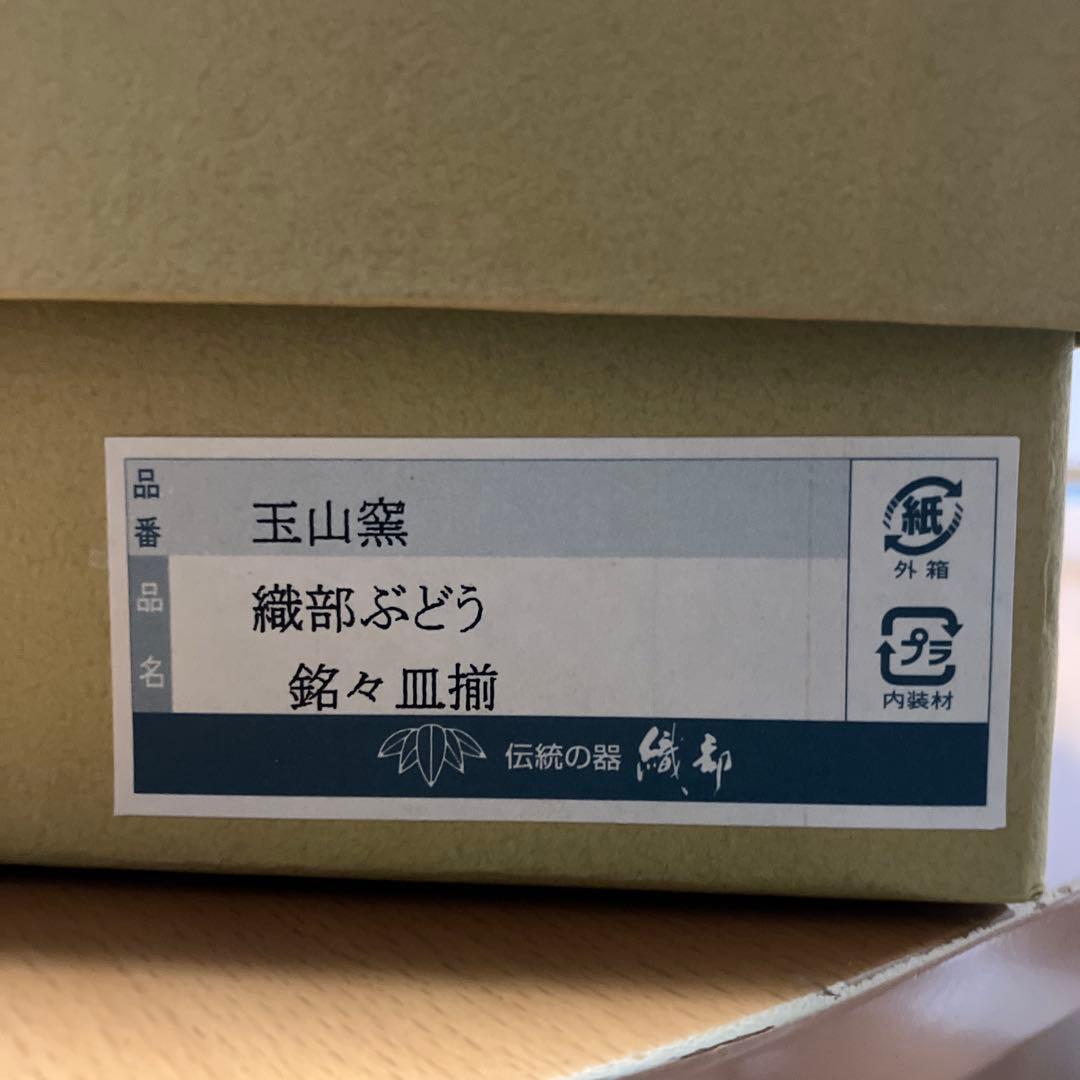 品番 玉山窯
品名 織部ぶどう
銘々皿揃
紙
外箱
プラ
内装材
伝統の器 織部